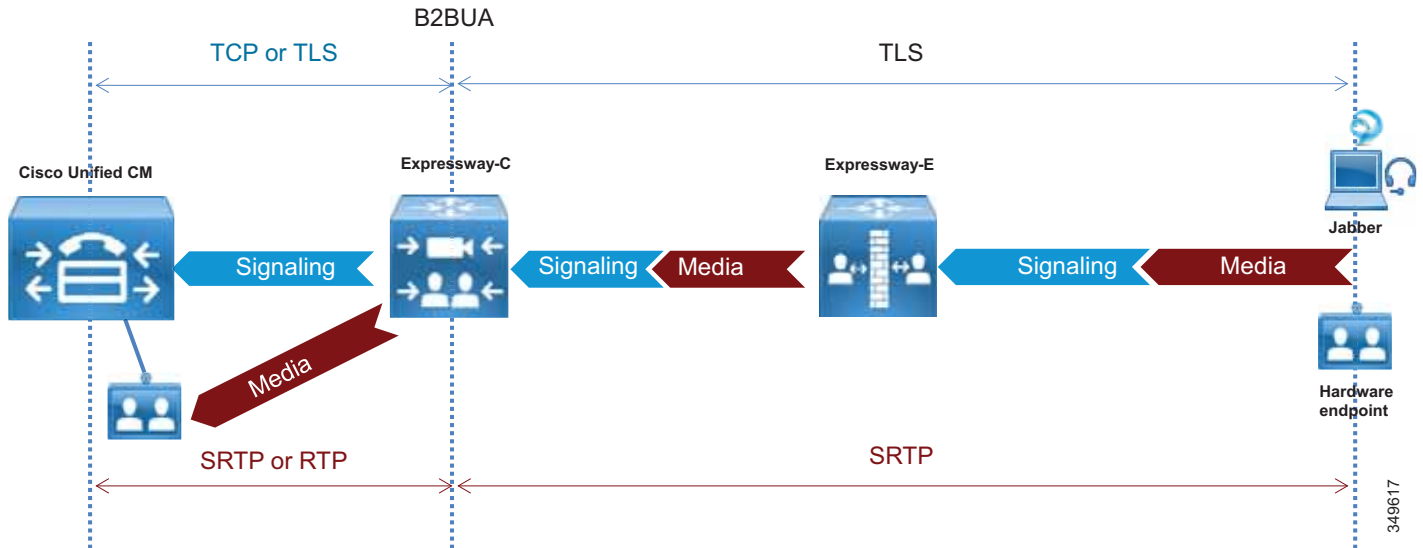 B2BUA
TCP or TLS
TLS
Cisco Unified CM
Expressway-C
Expressway-E
Jabber
Signaling
Signaling
Media
Signaling
Media
Media
Hardware
endpoint
SRTP or RTP
SRTP
349617